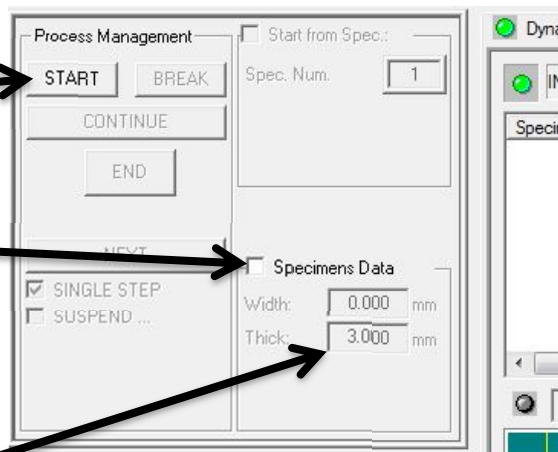 Process Management
START BREAK
CONTINUE
END
NEXT
SINGLE STEP
SUSPEND ...
Start from Spec.:
Spec. Num. 1
Specimens Data
Width: 0.000 mm
Thick: 3.000 mm